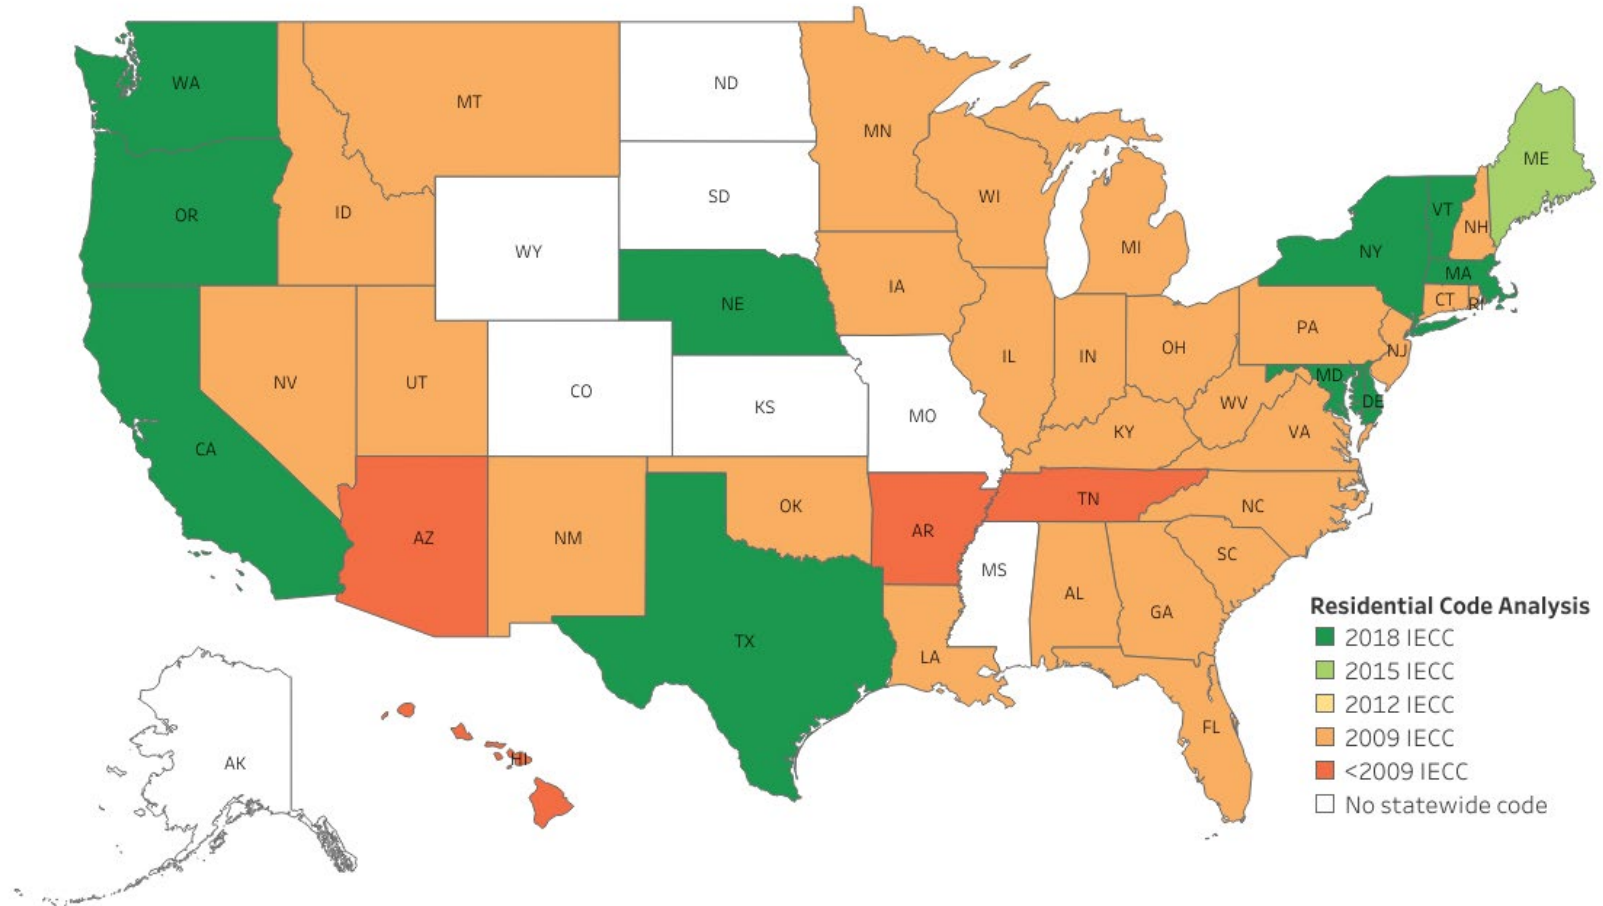 WA
MT
ND
MN
ME
OR
ID
SD
WI
VT
NH
WY
MI
NY
MA
NE
IA
CT
RI
PA
NV
UT
CO
KS
IL
IN
OH
NJ
MD
DE
MO
WV
CA
KY
VA
AZ
NM
OK
AR
TN
NC
MS
AL
SC
GA
TX
LA
FL
AK
HI
Residential Code Analysis
2018 IECC
2015 IECC
2012 IECC
2009 IECC
<2009 IECC
No statewide code